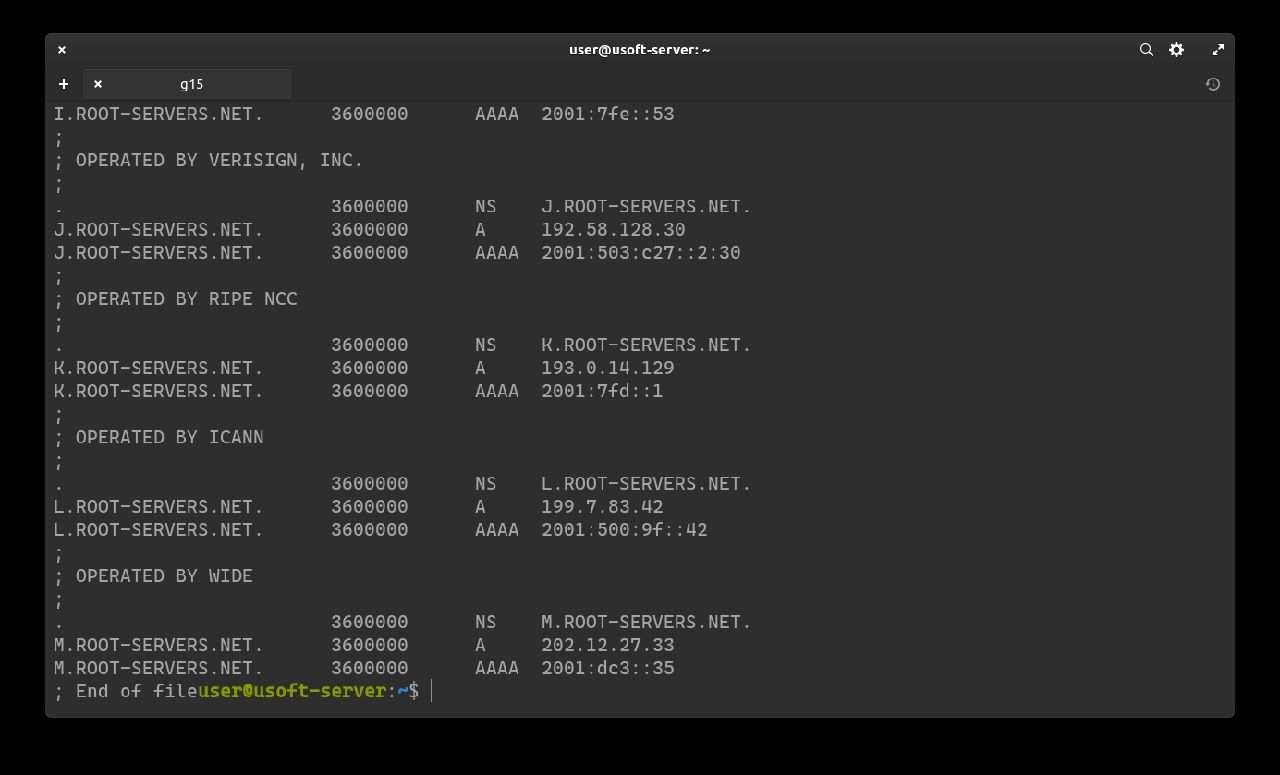 user@usoft-server: ~
g15
I.ROOT-SERVERS.NET. 3600000 AAAA 2001:7fe::53
;
; OPERATED BY VERISIGN, INC.
;
. 3600000 NS J.ROOT-SERVERS.NET.
J.ROOT-SERVERS.NET. 3600000 A 192.58.128.30
J.ROOT-SERVERS.NET. 3600000 AAAA 2001:503:c27::2:30
;
; OPERATED BY RIPE NCC
;
. 3600000 NS K.ROOT-SERVERS.NET.
K.ROOT-SERVERS.NET. 3600000 A 193.0.14.129
K.ROOT-SERVERS.NET. 3600000 AAAA 2001:7fd::1
;
; OPERATED BY ICANN
;
. 3600000 NS L.ROOT-SERVERS.NET.
L.ROOT-SERVERS.NET. 3600000 A 199.7.83.42
L.ROOT-SERVERS.NET. 3600000 AAAA 2001:500:9f::42
;
; OPERATED BY WIDE
;
. 3600000 NS M.ROOT-SERVERS.NET.
M.ROOT-SERVERS.NET. 3600000 A 202.12.27.33
M.ROOT-SERVERS.NET. 3600000 AAAA 2001:dc3::35
; End of fileuser@usoft-server:~$